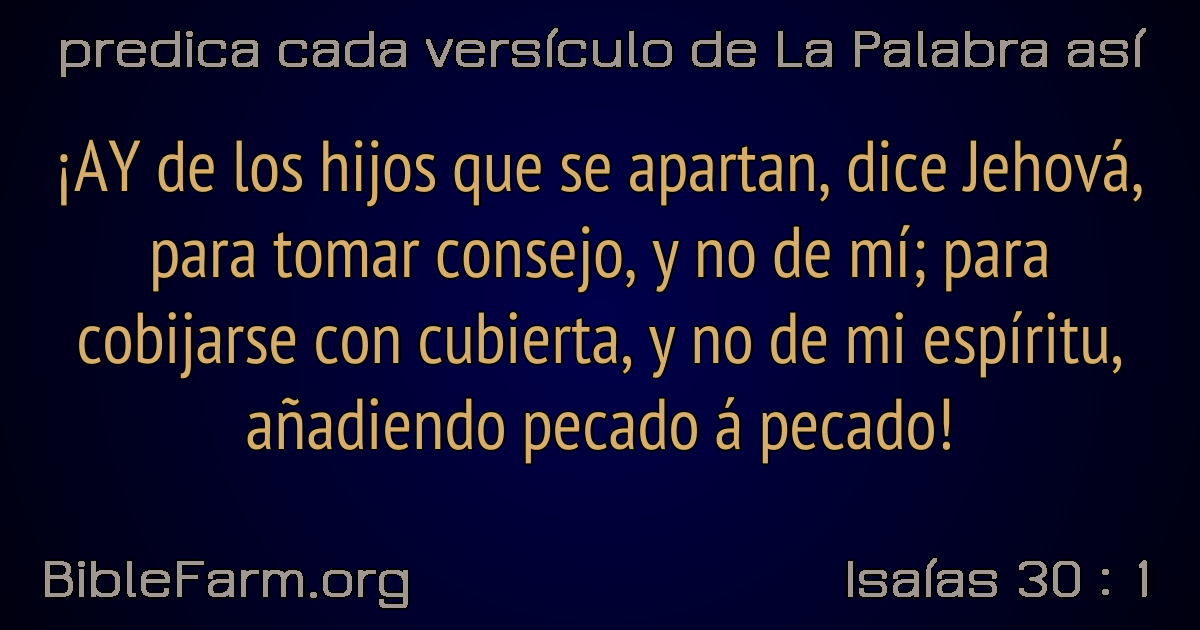 predica cada versículo de La Palabra así
¡AY de los hijos que se apartan, dice Jehová,
para tomar consejo, y no de mí; para
cobijarse con cubierta, y no de mi espíritu,
añadiendo pecado á pecado!
BibleFarm.org
Isaías 30 : 1